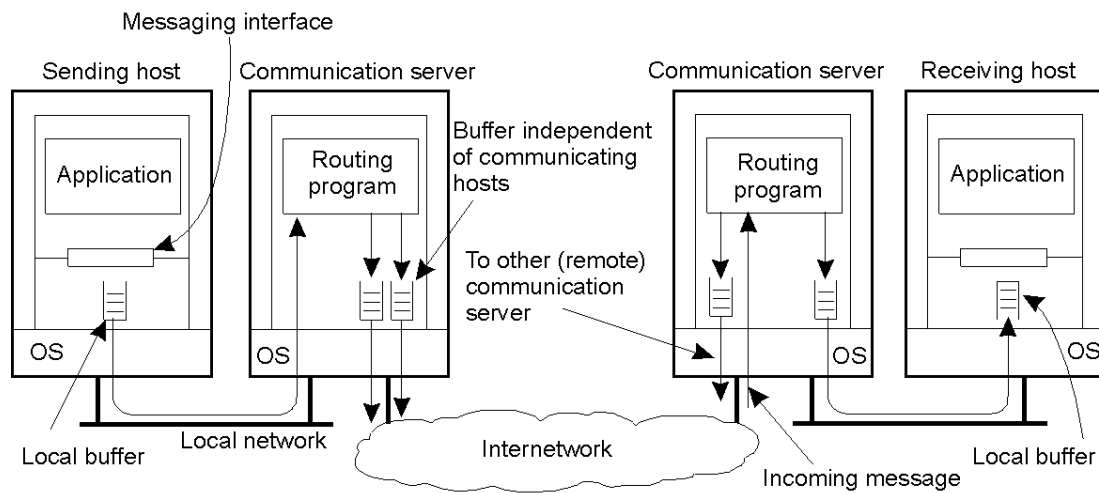 Messaging interface
Sending host
Communication server
Communication server
Receiving host
Buffer independent
of communicating
hosts
Application
Routing
program
Routing
program
Application
To other (remote)
communication
server
OS
OS
OS
OS
Local network
Local buffer
Internetwork
Incoming message
Local buffer